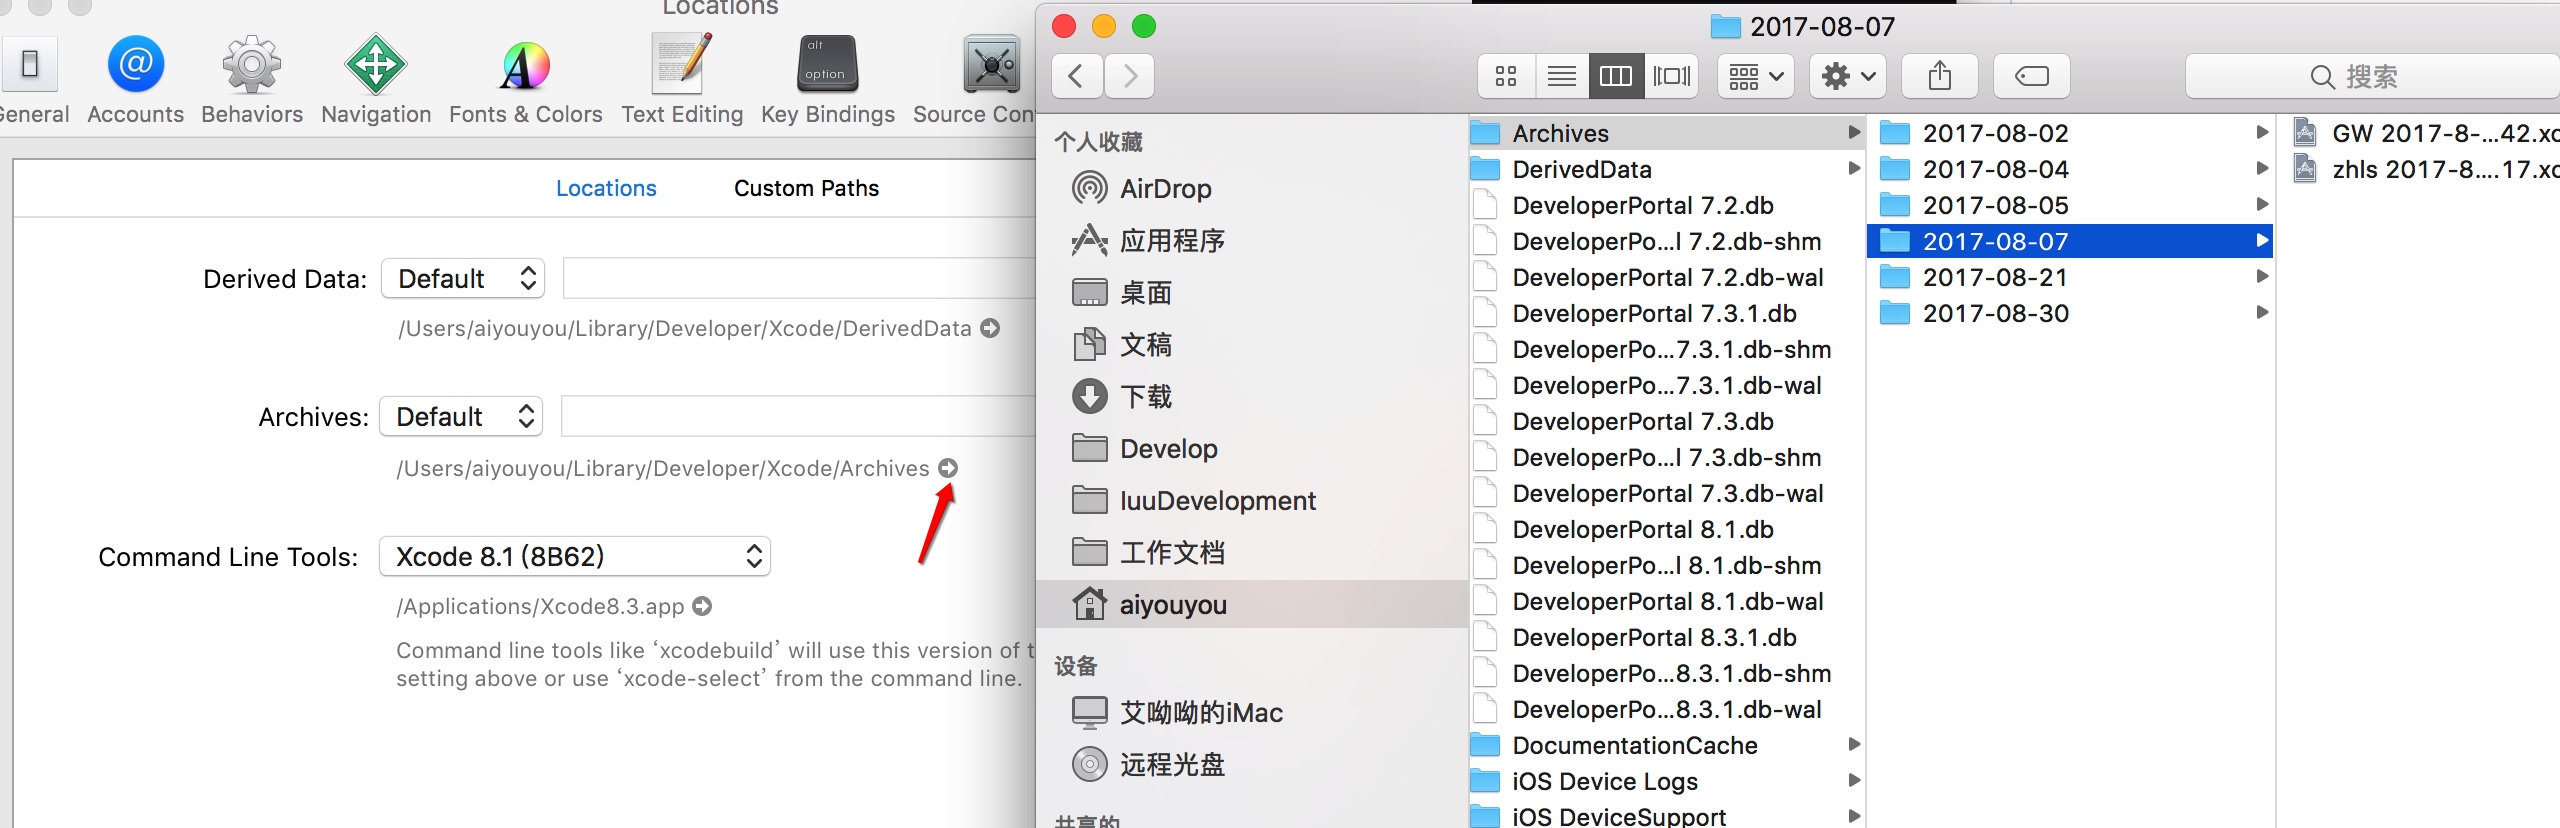 Locations
General
Accounts
Behaviors
Navigation
Fonts & Colors
Text Editing
alt
option
Key Bindings
Source Con
Locations
Custom Paths
Derived Data:
Default
/Users/aiyouyou/Library/Developer/Xcode/DerivedData
Archives:
Default
/Users/aiyouyou/Library/Developer/Xcode/Archives
Command Line Tools:
Xcode 8.1 (8B62)
/Applications/Xcode8.3.app
Command line tools like ‘xcodebuild’ will use this version of t
setting above or use ‘xcode-select’ from the command line.
2017-08-07
搜索
个人收藏
AirDrop
应用程序
桌面
文稿
下载
Develop
luuDevelopment
工作文档
aiyouyou
设备
艾呦呦的iMac
远程光盘
共享的
Archives
DerivedData
DeveloperPortal 7.2.db
DeveloperPo...l 7.2.db-shm
DeveloperPortal 7.2.db-wal
DeveloperPortal 7.3.1.db
DeveloperPo...7.3.1.db-shm
DeveloperPo...7.3.1.db-wal
DeveloperPortal 7.3.db
DeveloperPo...l 7.3.db-shm
DeveloperPortal 7.3.db-wal
DeveloperPortal 8.1.db
DeveloperPo...l 8.1.db-shm
DeveloperPortal 8.1.db-wal
DeveloperPortal 8.3.1.db
DeveloperPo...8.3.1.db-shm
DeveloperPo...8.3.1.db-wal
DocumentationCache
iOS Device Logs
iOS DeviceSupport
2017-08-02
2017-08-04
2017-08-05
2017-08-07
2017-08-21
2017-08-30
GW 2017-8-...42.xc
zhls 2017-8....17.xc